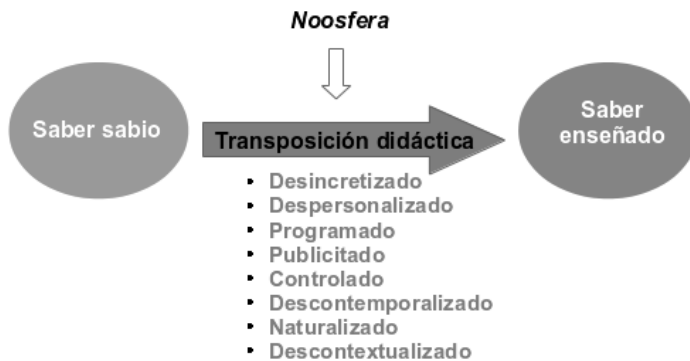 Noosfera
Saber sabio
Transposición didáctica
Saber
enseñado
Desincretizado
Despersonalizado
Programado
Publicitado
Controlado
Descontemporalizado
Naturalizado
Descontextualizado